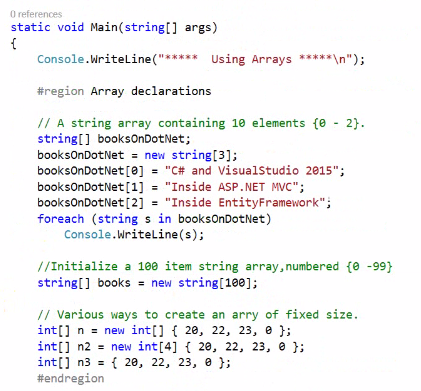 0 references
static void Main(string[] args)
{
Console.WriteLine("***** Using Arrays *****\n");
#region Array declarations
// A string array containing 10 elements {0 - 2}.
string[] booksOnDotNet;
booksOnDotNet = new string[3];
booksOnDotNet[0] = "C# and VisualStudio 2015";
booksOnDotNet[1] = "Inside ASP.NET MVC";
booksOnDotNet[2] = "Inside EntityFramework";
foreach (string s in booksOnDotNet)
Console.WriteLine(s);
//Initialize a 100 item string array,numbered {0 -99}
string[] books = new string[100];
// Various ways to create an arry of fixed size.
int[] n = new int[] { 20, 22, 23, 0 };
int[] n2 = new int[4] { 20, 22, 23, 0 };
int[] n3 = { 20, 22, 23, 0 };
#endregion